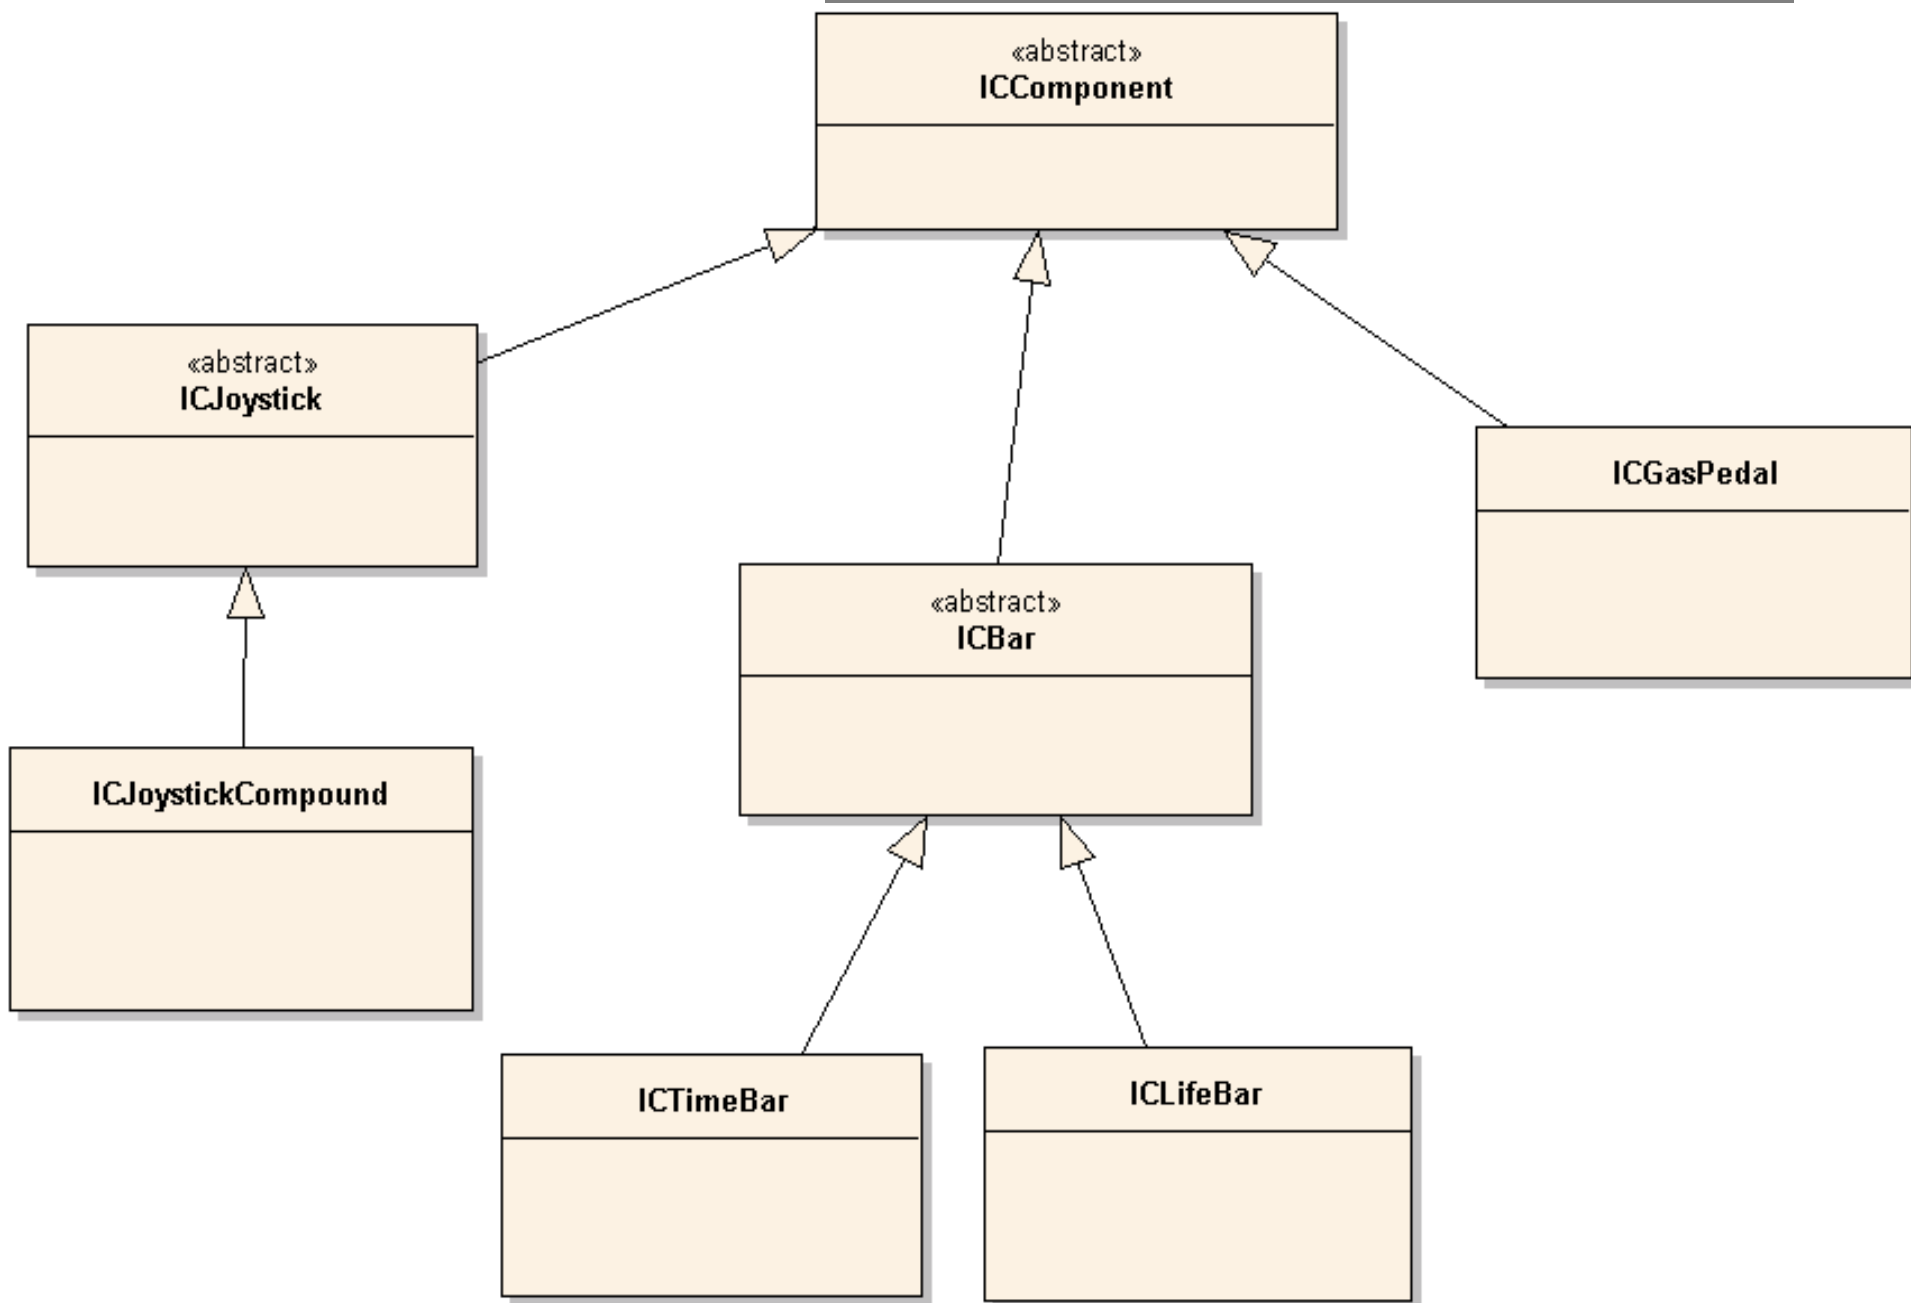 «abstract»
ICComponent
«abstract»
ICJoystick
ICGasPedal
«abstract»
ICBar
ICJoystickCompound
ICTimeBar
ICLifeBar